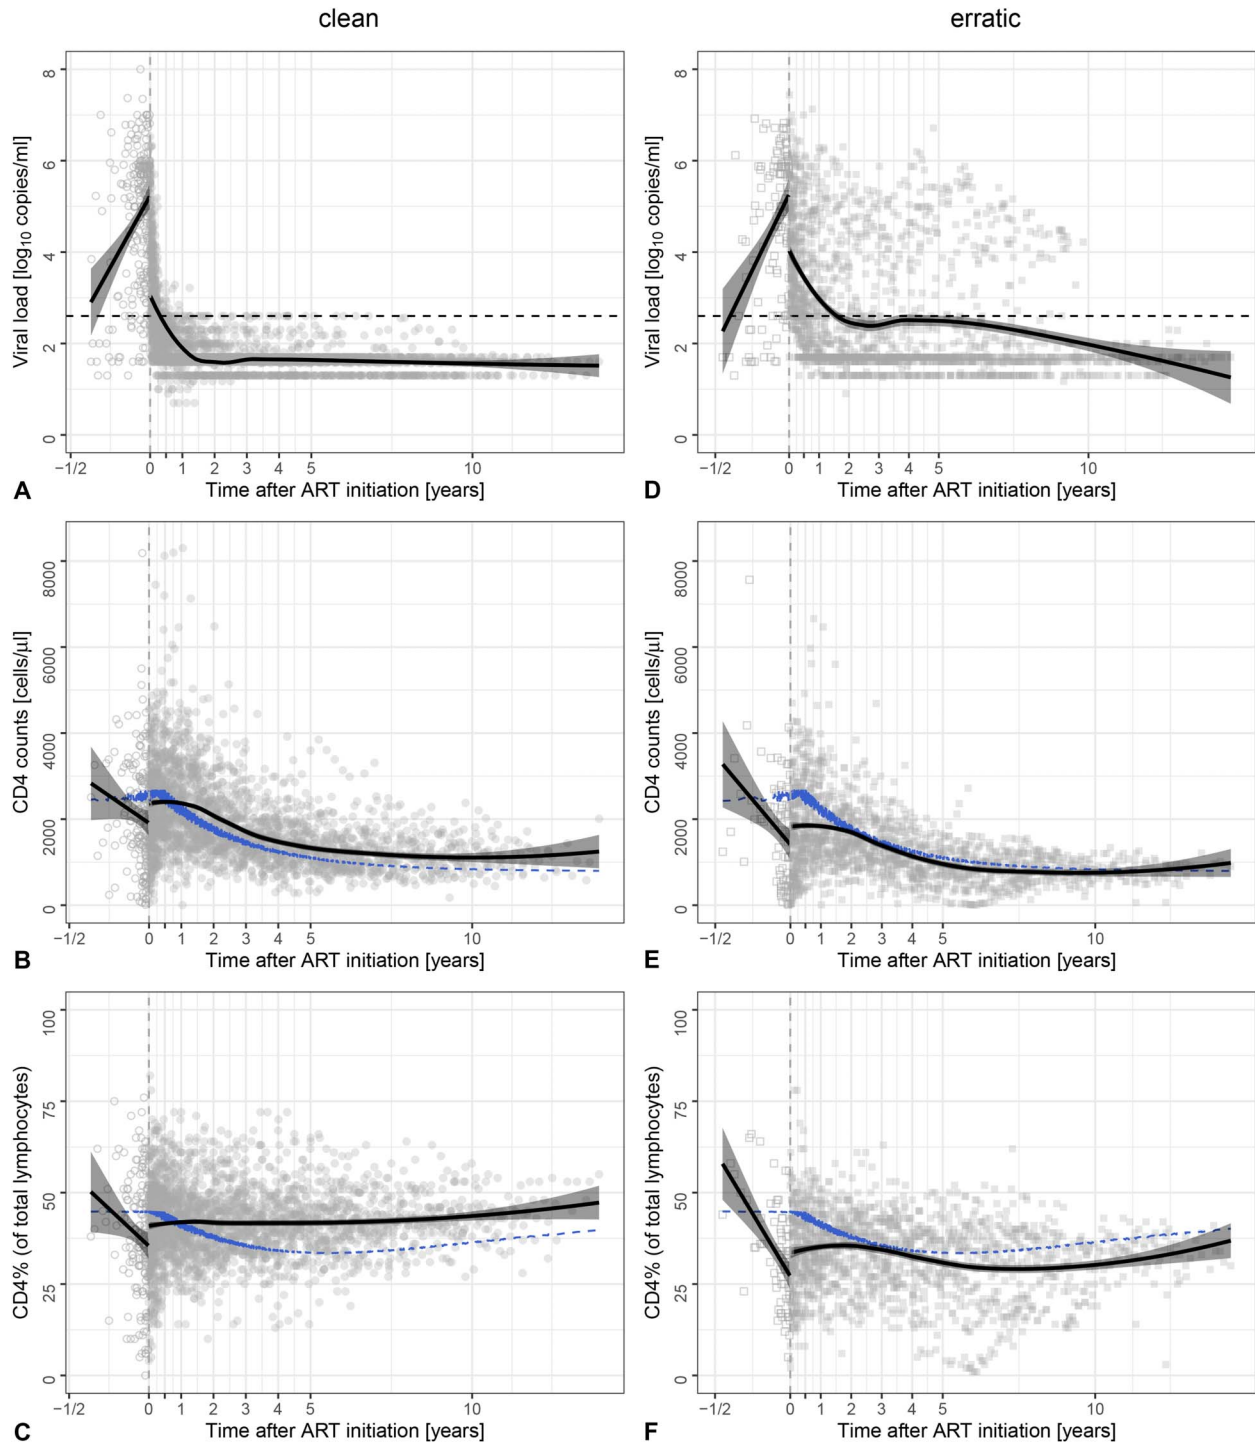 clean
erratic
Viral load [log10 copies/ml]
8
6
4
2
0
−1/2 0 1 2 3 4 5 10
A Time after ART initiation [years]
Viral load [log10 copies/ml]
8
6
4
2
0
−1/2 0 1 2 3 4 5 10
D Time after ART initiation [years]
CD4 counts [cells/μl]
8000
6000
4000
2000
0
−1/2 0 1 2 3 4 5 10
B Time after ART initiation [years]
CD4 counts [cells/μl]
8000
6000
4000
2000
0
−1/2 0 1 2 3 4 5 10
E Time after ART initiation [years]
CD4% (of total lymphocytes)
100
75
50
25
0
−1/2 0 1 2 3 4 5 10
C Time after ART initiation [years]
CD4% (of total lymphocytes)
100
75
50
25
0
−1/2 0 1 2 3 4 5 10
F Time after ART initiation [years]